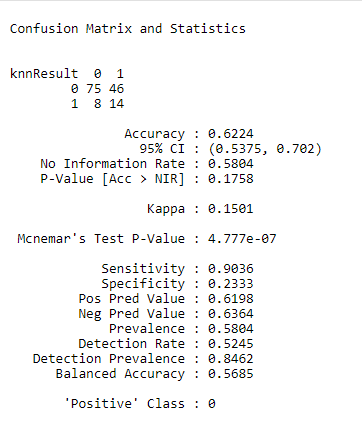 Confusion Matrix and Statistics
knnResult 0 1
0 75 46
1 8 14
Accuracy : 0.6224
95% CI : (0.5375, 0.702)
No Information Rate : 0.5804
P-Value [Acc > NIR] : 0.1758
Kappa : 0.1501
Mcnemar's Test P-Value : 4.777e-07
Sensitivity : 0.9036
Specificity : 0.2333
Pos Pred Value : 0.6198
Neg Pred Value : 0.6364
Prevalence : 0.5804
Detection Rate : 0.5245
Detection Prevalence : 0.8462
Balanced Accuracy : 0.5685
'Positive' Class : 0